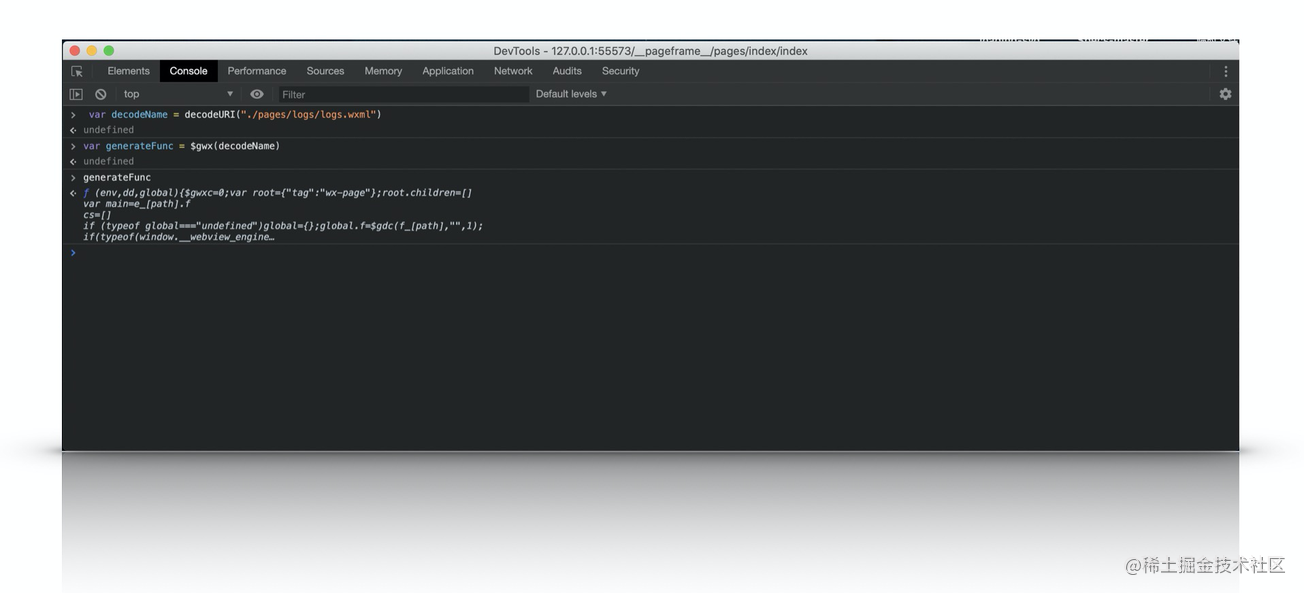 DevTools - 127.0.0.1:55573/__pageframe__/pages/index/index
Elements Console Performance Sources Memory Application Network Audits Security
top Filter Default levels
var decodeName = decodeURI("./pages/logs/logs.wxml")
undefined
var generateFunc = $gwx(decodeName)
undefined
generateFunc
ƒ (env,dd,global){$gwxc=0;var root={"tag":"wx-page"};root.children=[]
var main=e_[path].f
cs=[]
if (typeof global==="undefined")global={};global.f=$gdc(f_[path],"",1);
if(typeof(window.__webview_engine…
@稀土掘金技术社区